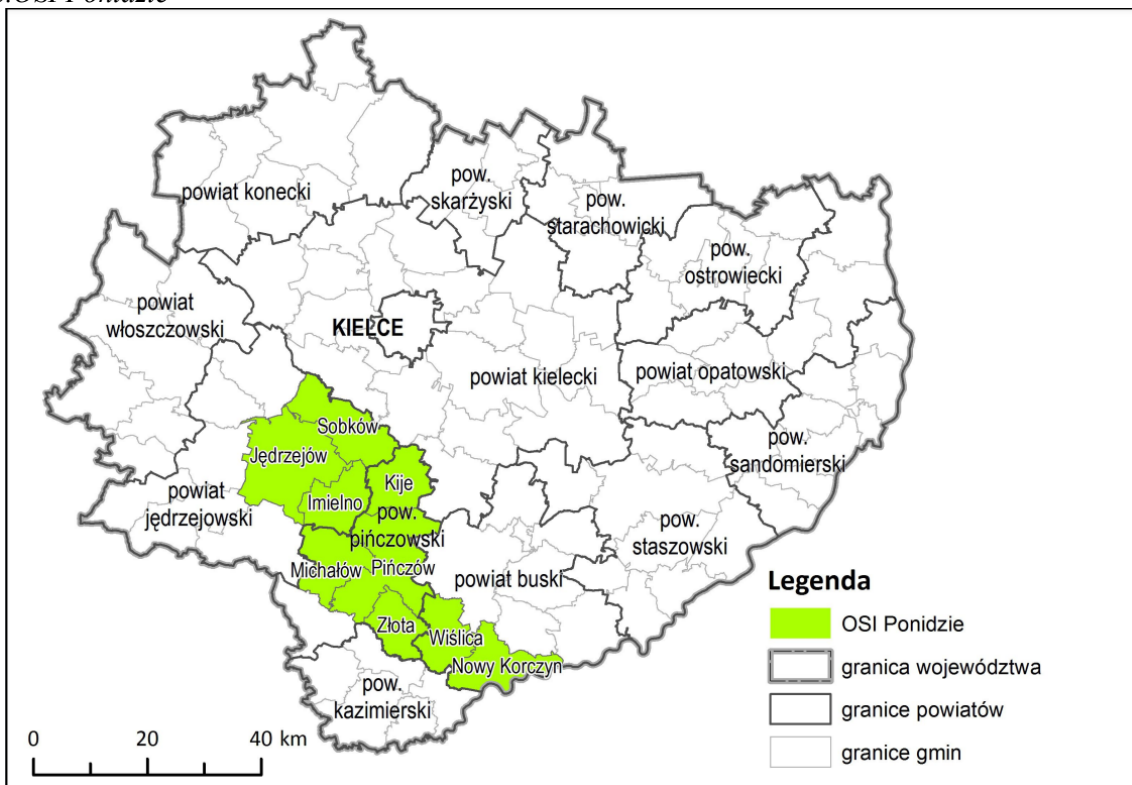 OSI Ponidzie
powiat konecki
pow.
skarżyski
pow.
starachowicki
pow.
ostrowiecki
powiat
włoszczowski
KIELCE
powiat kielecki
powiat opatowski
Sobków
Jędrzejów
Kije
Imielno
pow.
pińczowski
powiat
jędrzejowski
pow.
sandomierski
pow.
staszowski
Michałów
Pińczów
powiat buski
Złota
Wiślica
Nowy Korczyn
pow.
kazimierski
Legenda
OSI Ponidzie
granica województwa
granice powiatów
granice gmin
0 20 40 km